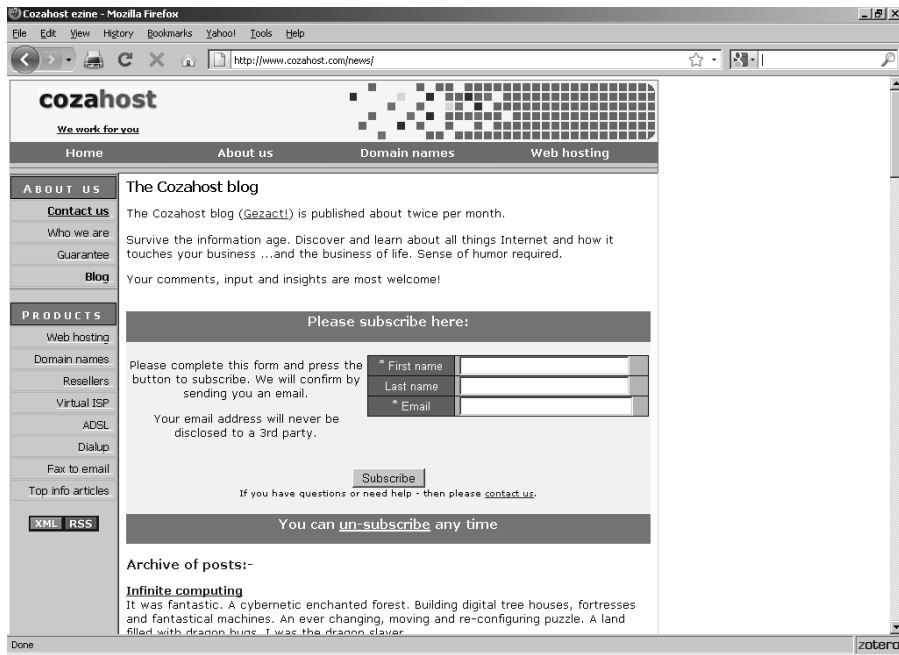 Cozahost ezine - Mozilla Firefox
File Edit View History Bookmarks Yahoo! Tools Help
http://www.cozahost.com/news/
cozahost
We work for you
Home About us Domain names Web hosting
ABOUT US
Contact us
Who we are
Guarantee
Blog
PRODUCTS
Web hosting
Domain names
Resellers
Virtual ISP
ADSL
Dialup
Fax to email
Top info articles
XML RSS
The Cozahost blog
The Cozahost blog (Gezact!) is published about twice per month.
Survive the information age. Discover and learn about all things Internet and how it
touches your business ...and the business of life. Sense of humor required.
Your comments, input and insights are most welcome!
Please subscribe here:
Please complete this form and press the
button to subscribe. We will confirm by
sending you an email.
Your email address will never be
disclosed to a 3rd party.
* First name
Last name
* Email
Subscribe
If you have questions or need help - then please contact us.
You can un-subscribe any time
Archive of posts:-
Infinite computing
It was fantastic. A cybernetic enchanted forest. Building digital tree houses, fortresses
and fantastical machines. An ever changing, moving and re-configuring puzzle. A land
filled with dragon bugs. I was the dragon slayer
Done zotero